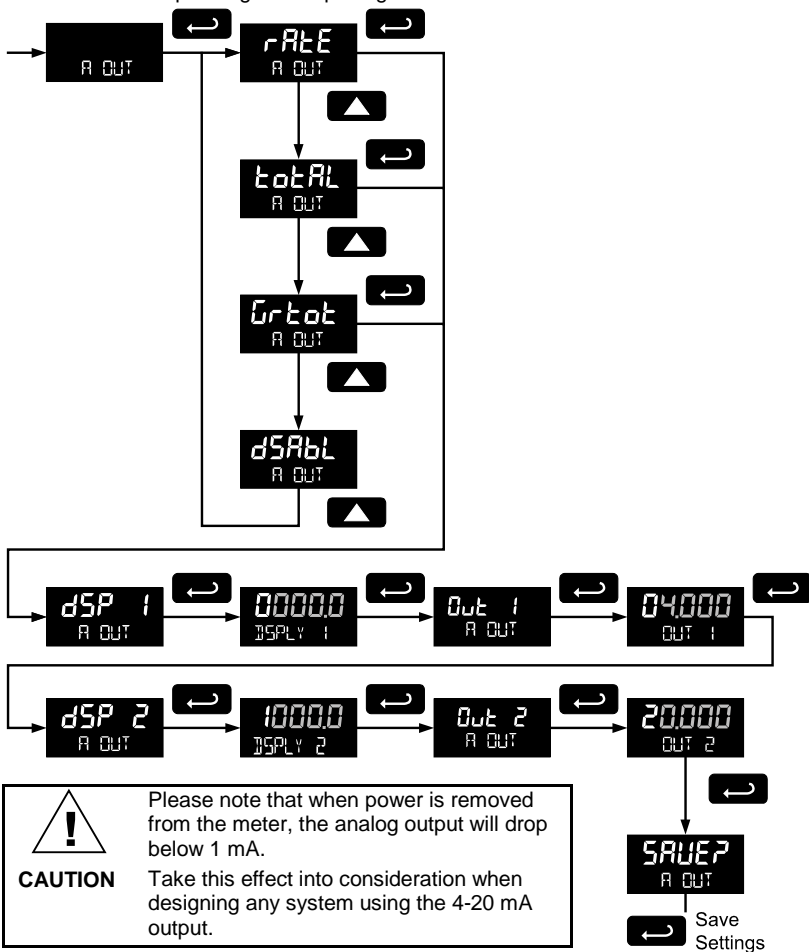 A OUT
rAtE
A OUT
totAL
A OUT
Grtot
A OUT
dSAbL
A OUT
dSP 1
A OUT
0000.0
DSPLY 1
Out 1
A OUT
04.000
OUT 1
dSP 2
A OUT
1000.0
DSPLY 2
Out 2
A OUT
20.000
OUT 2
SAVE?
A OUT
Save
Settings
CAUTION
Please note that when power is removed
from the meter, the analog output will drop
below 1 mA.
Take this effect into consideration when
designing any system using the 4-20 mA
output.